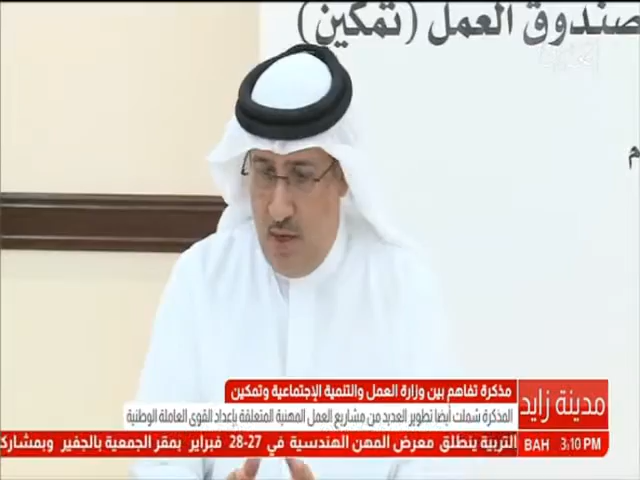 صندوق العمل (تمكين)
م
مذكرة تفاهم بين وزارة العمل والتنمية الإجتماعية وتمكين
المذكرة شملت أيضا تطوير العديد من مشاريع العمل المهنية المتعلقة بإعداد القوى العاملة الوطنية
مدينة زايد
التربية ينطلق معرض المهن الهندسية في 27-28 فبراير بمقر الجمعية بالجفير وبمشارك
BAH 3:10 PM